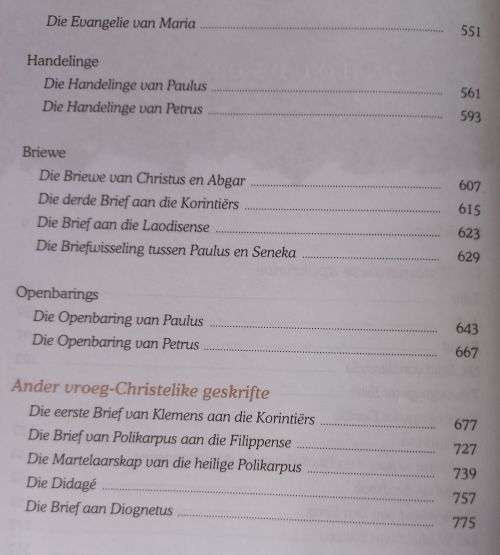 Die Evangelie van Maria ........ 551
Handelinge
Die Handelinge van Paulus ........ 561
Die Handelinge van Petrus ........ 593
Briewe
Die Briewe van Christus en Abgar ........ 607
Die derde Brief aan die Korintiërs ........ 615
Die Brief aan die Laodisense ........ 623
Die Briefwisseling tussen Paulus en Seneka ........ 629
Openbarings
Die Openbaring van Paulus ........ 643
Die Openbaring van Petrus ........ 667
Ander vroeg-Christelike geskrifte
Die eerste Brief van Klemens aan die Korintiërs ........ 677
Die Brief van Polikarpus aan die Filippense ........ 727
Die Martelaarskap van die heilige Polikarpus ........ 739
Die Didagé ........ 757
Die Brief aan Diognetus ........ 775